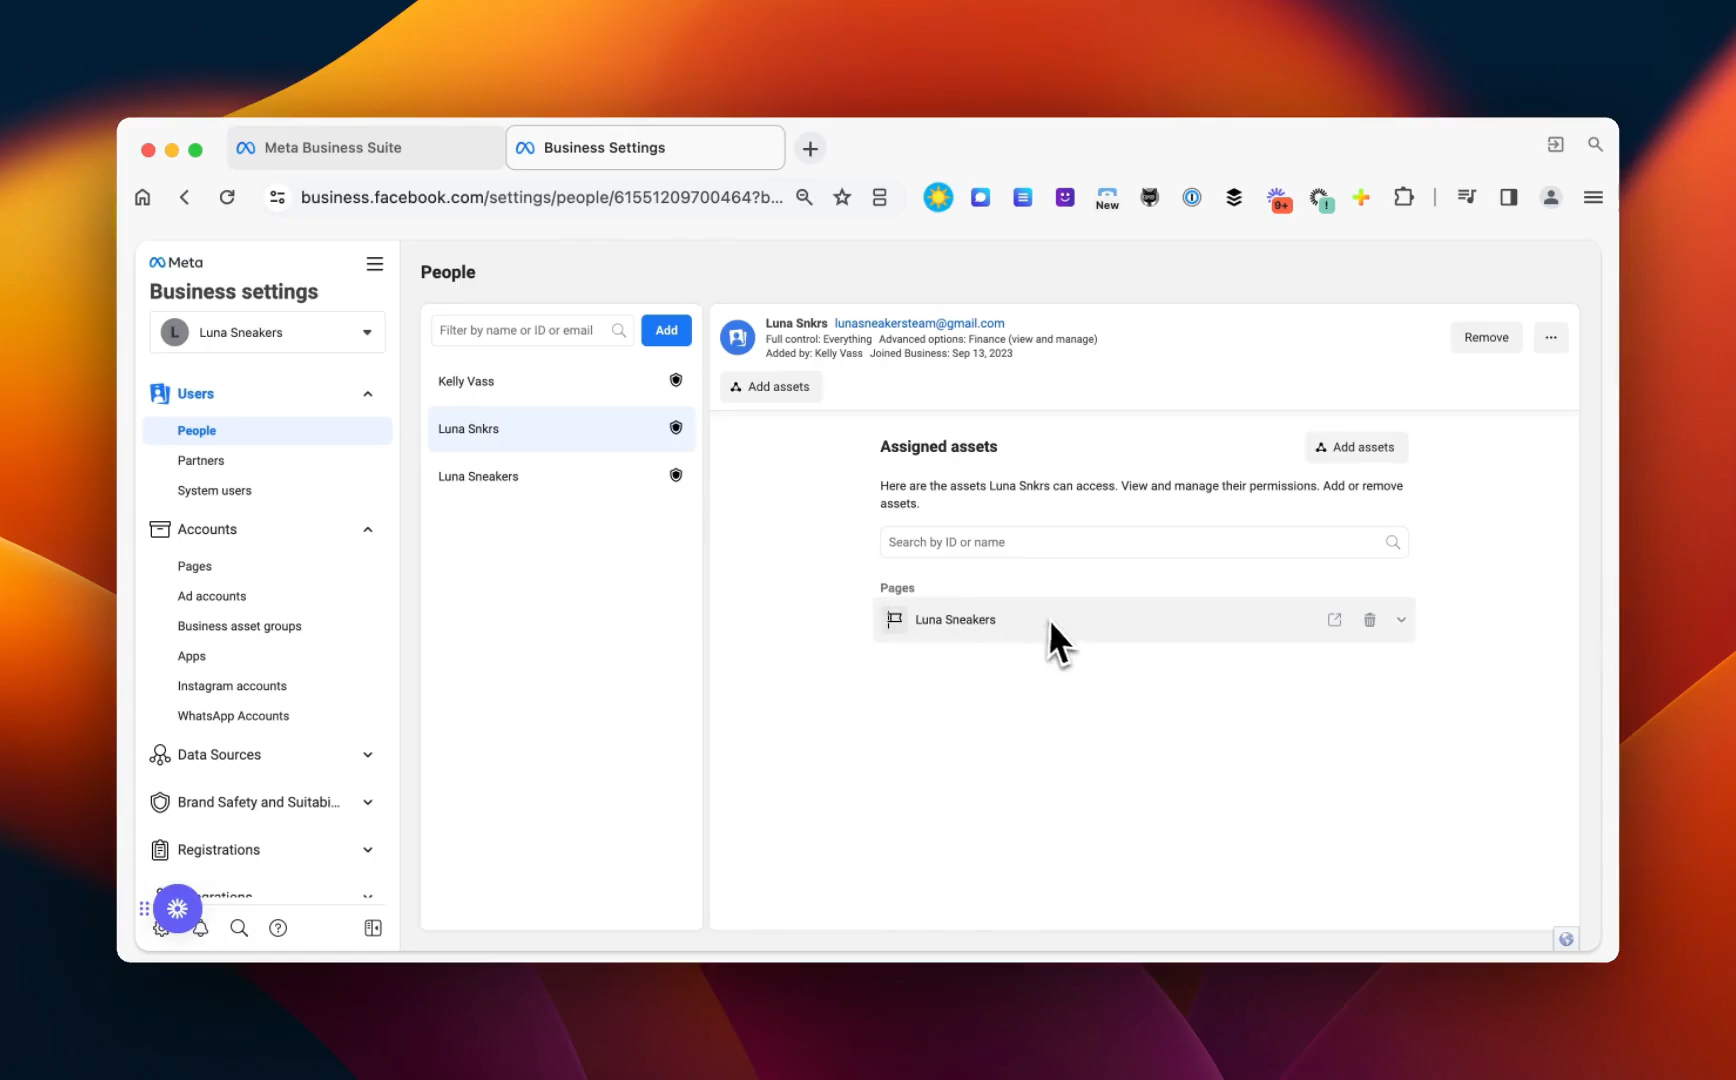 Meta Business Suite
Business Settings
business.facebook.com/settings/people/61551209700464?b...
New
9+
!
Meta
Business settings
L
Luna Sneakers
Users
People
Partners
System users
Accounts
Pages
Ad accounts
Business asset groups
Apps
Instagram accounts
WhatsApp Accounts
Data Sources
Brand Safety and Suitabi...
Registrations
People
Filter by name or ID or email
Add
Kelly Vass
Luna Snkrs
Luna Sneakers
Luna Snkrs lunasneakersteam@gmail.com
Full control: Everything Advanced options: Finance (view and manage)
Added by: Kelly Vass Joined Business: Sep 13, 2023
Remove
...
Add assets
Assigned assets
Add assets
Here are the assets Luna Snkrs can access. View and manage their permissions. Add or remove
assets.
Search by ID or name
Pages
Luna Sneakers